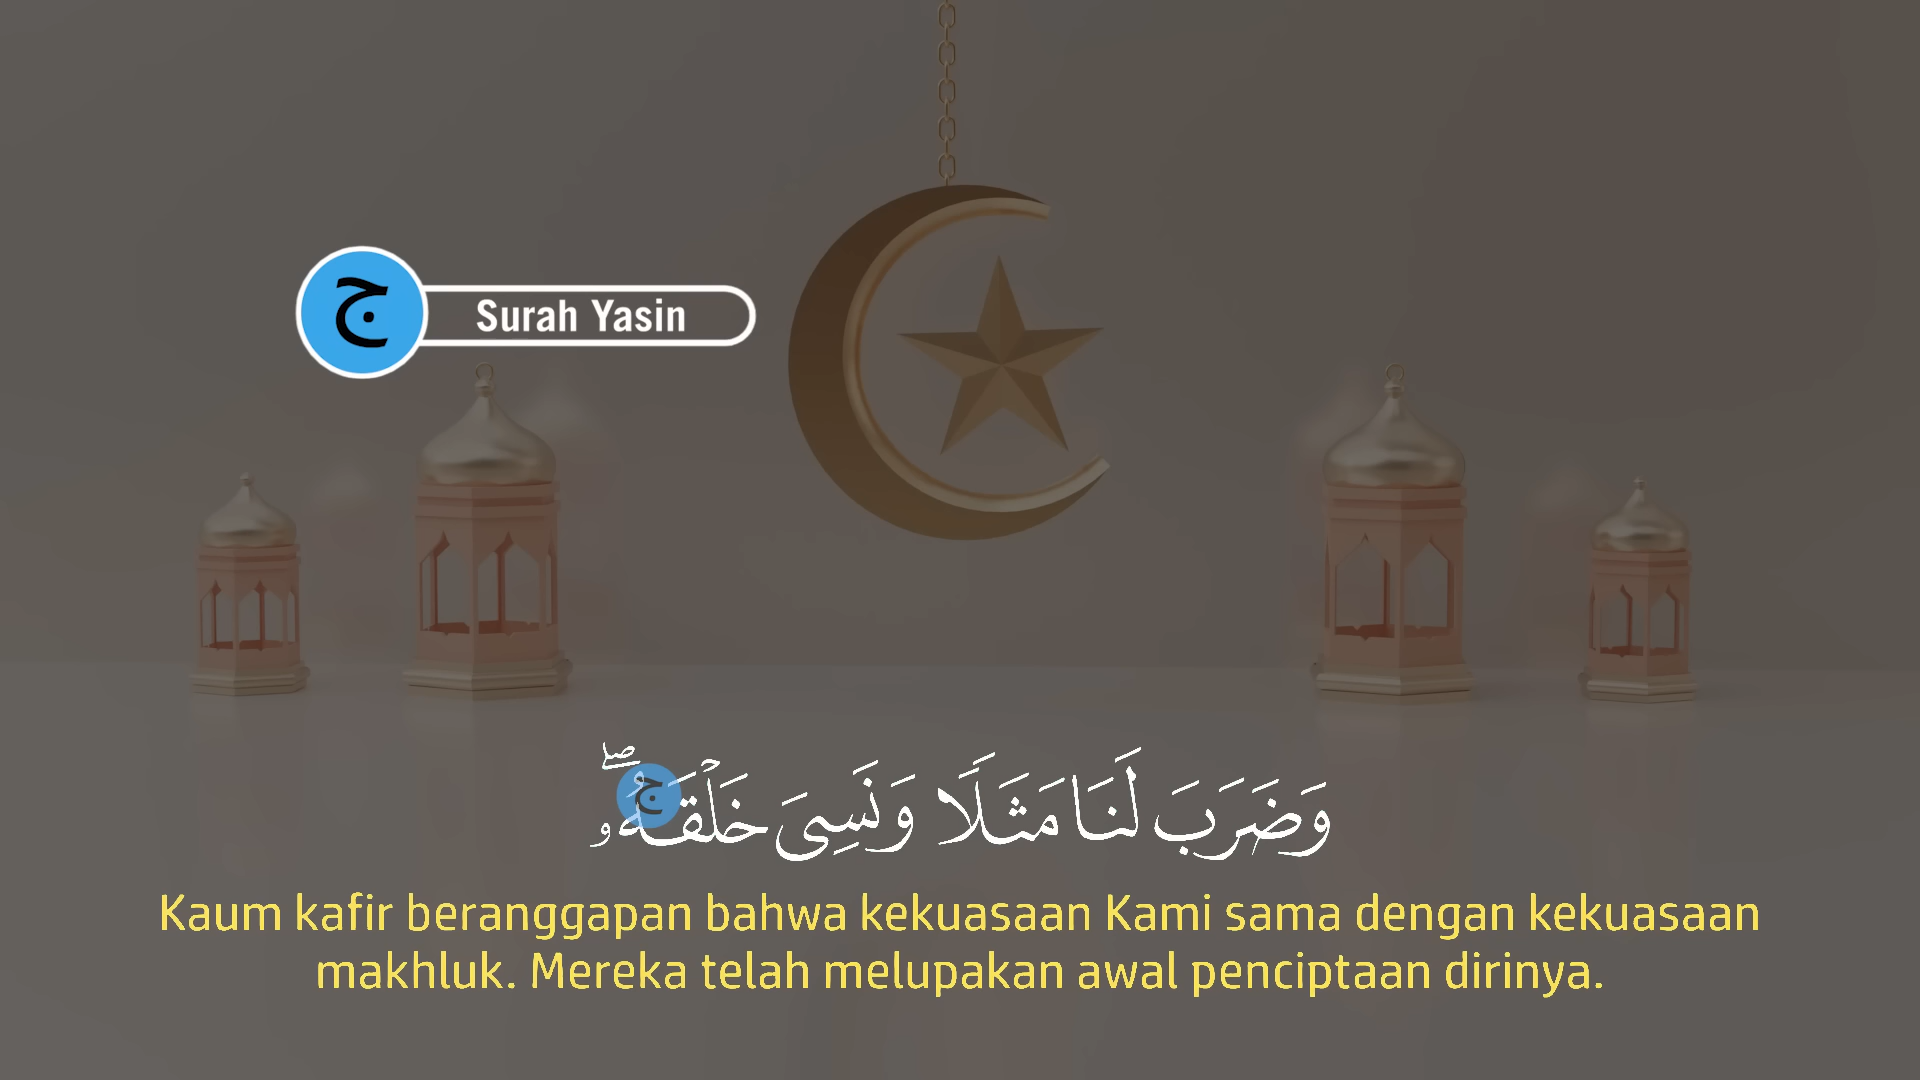 ج
Surah Yasin
وَضَرَبَ لَنَا مَثَلًا وَنَسِىَ خَلْقَهُۥ ۖ
ج
Kaum kafir beranggapan bahwa kekuasaan Kami sama dengan kekuasaan
makhluk. Mereka telah melupakan awal penciptaan dirinya.